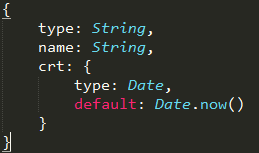 {
    type: String,
    name: String,
    crt: {
        type: Date,
        default: Date.now()
    }
}